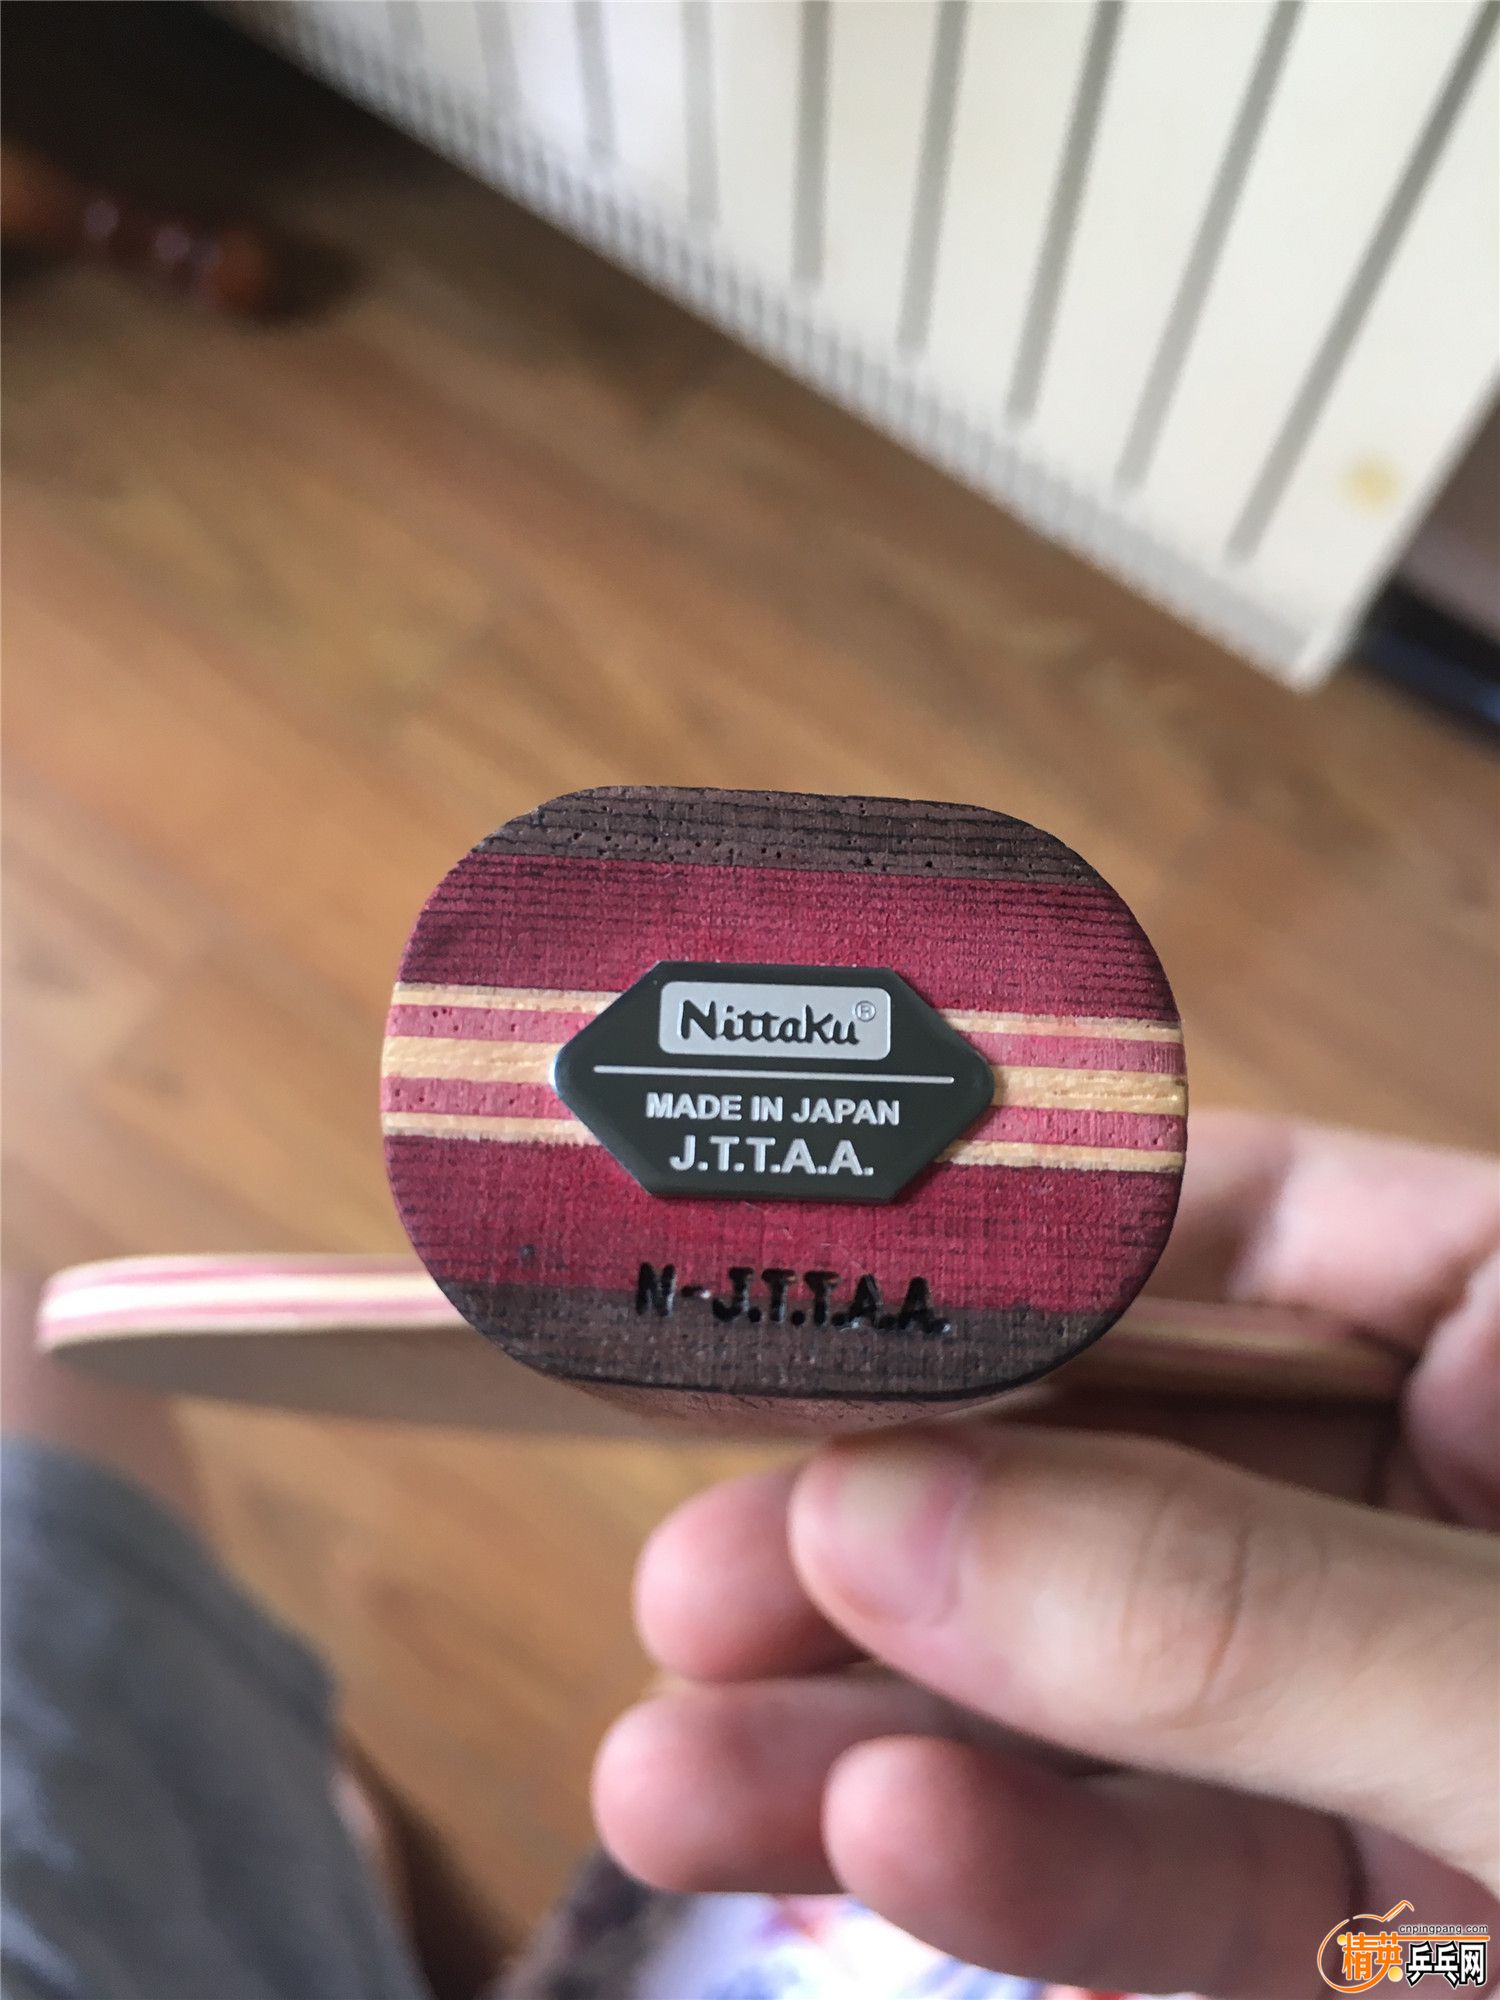 Nittaku®
MADE IN JAPAN
J.T.T.A.A.
N-J.T.T.A.A.
cnpingpang.com
精英乒乓网